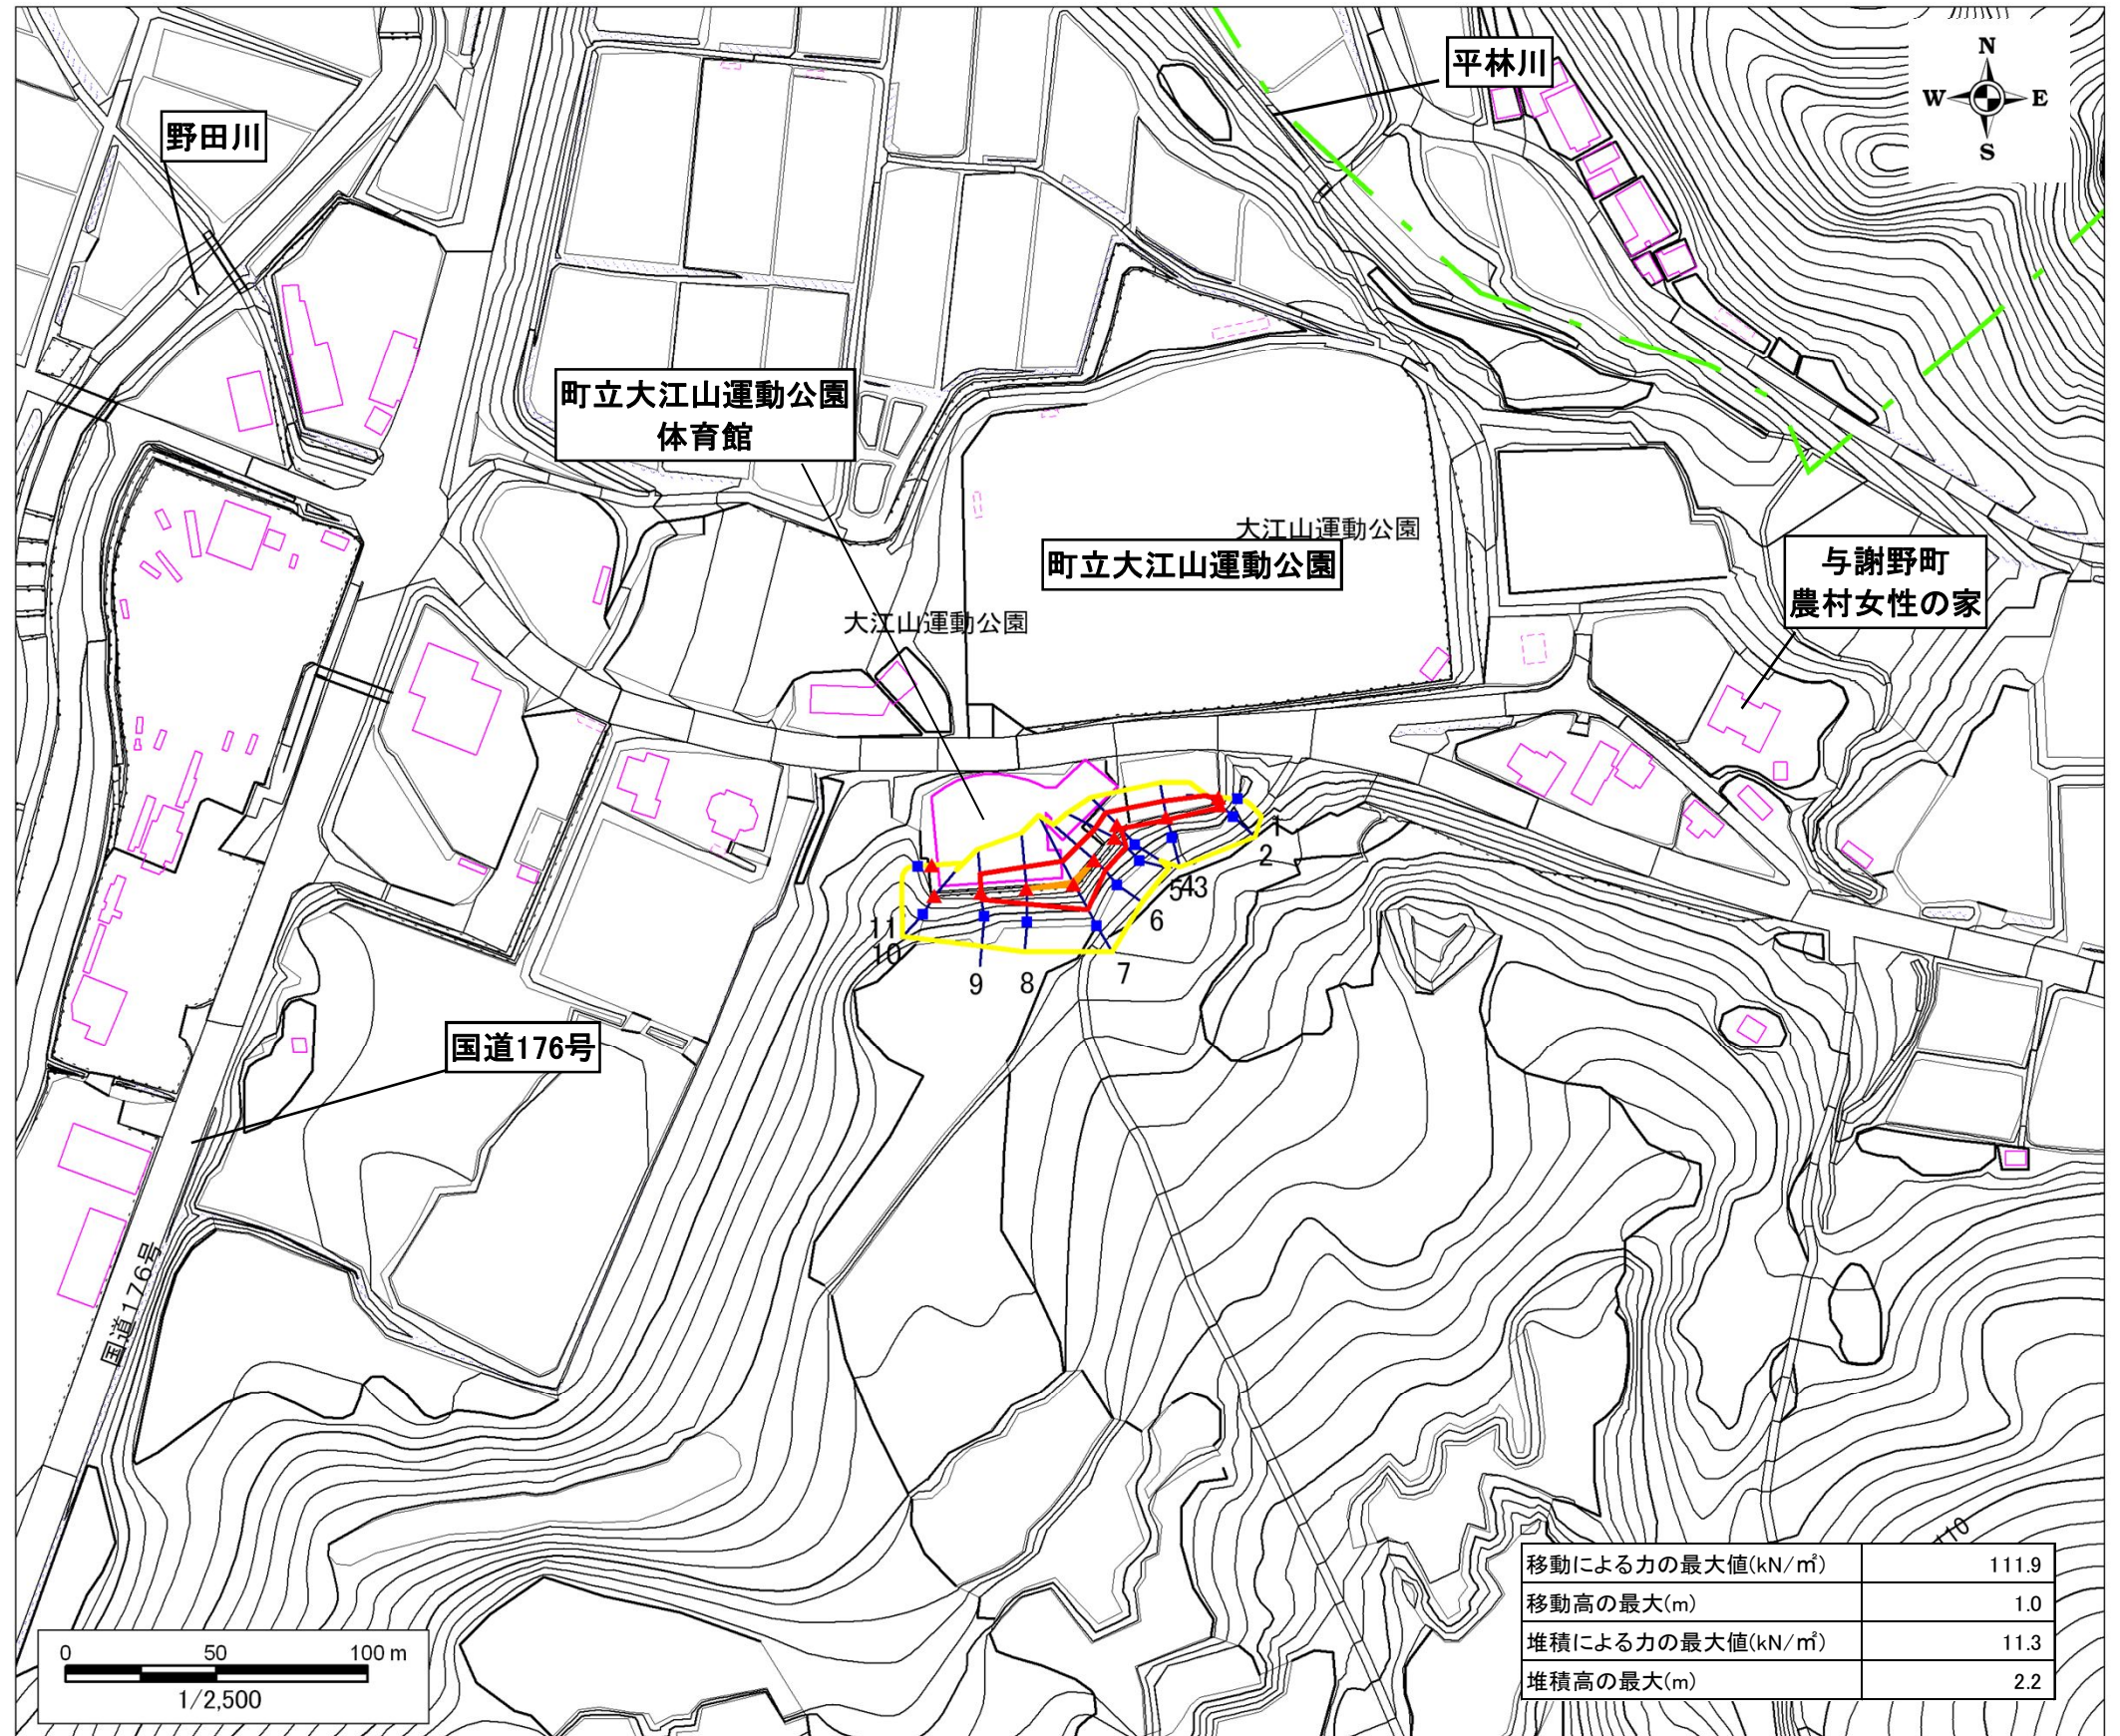 平林川
N
W
E
S
野田川
町立大江山運動公園
体育館
大江山運動公園
町立大江山運動公園
与謝野町
農村女性の家
大江山運動公園
1
2
3
4
5
6
7
8
9
10
11
国道176号
国道176号
110
移動による力の最大値(kN/㎡) 111.9
移動高の最大(m) 1.0
堆積による力の最大値(kN/㎡) 11.3
堆積高の最大(m) 2.2
0 50 100 m
1/2,500